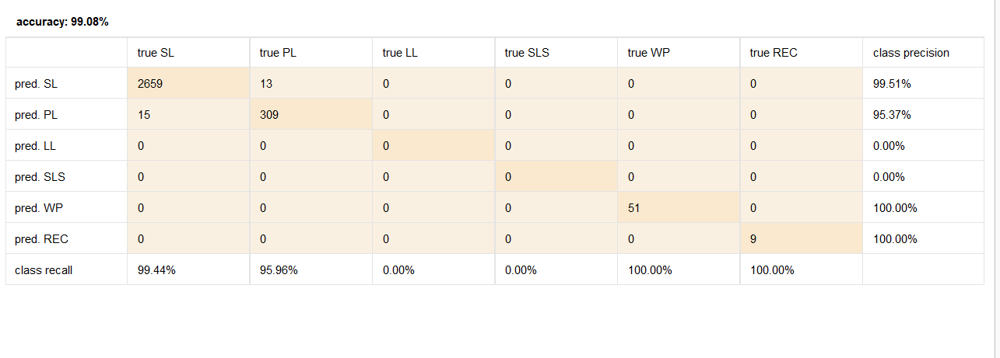 accuracy: 99.08%
true SL true PL true LL true SLS true WP true REC class precision
pred. SL 2659 13 0 0 0 0 99.51%
pred. PL 15 309 0 0 0 0 95.37%
pred. LL 0 0 0 0 0 0 0.00%
pred. SLS 0 0 0 0 0 0 0.00%
pred. WP 0 0 0 0 51 0 100.00%
pred. REC 0 0 0 0 0 9 100.00%
class recall 99.44% 95.96% 0.00% 0.00% 100.00% 100.00%